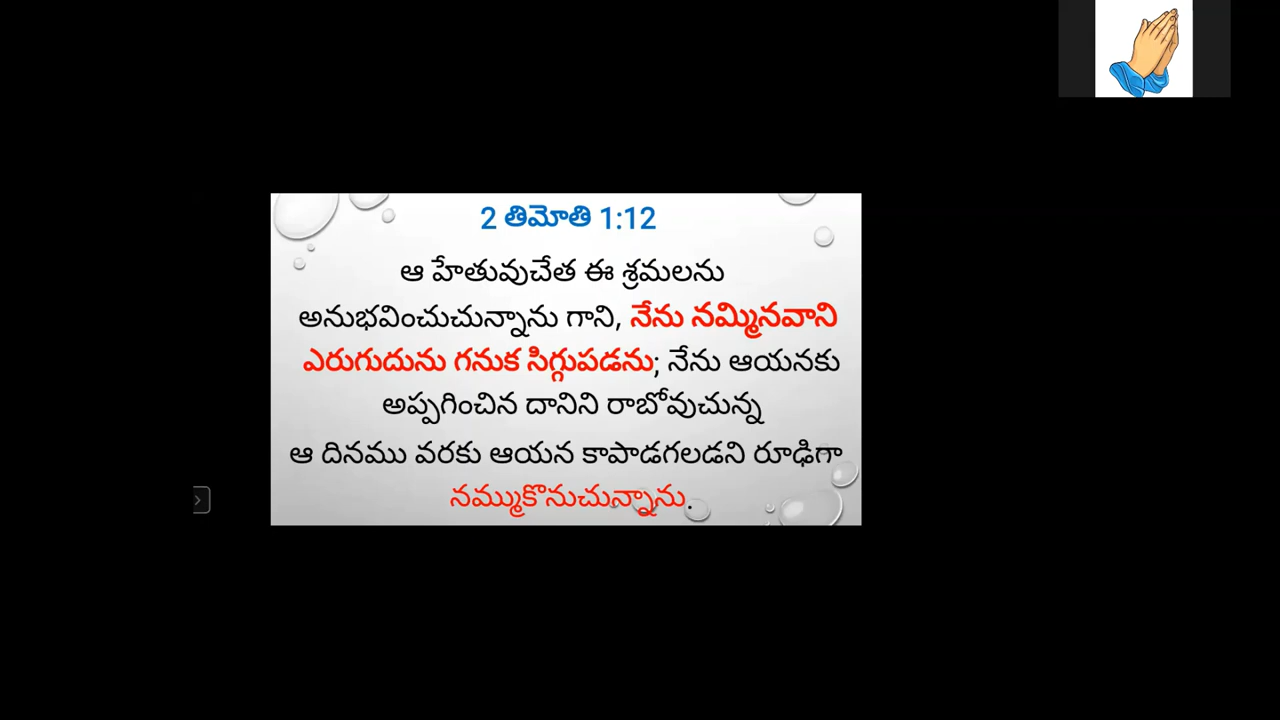 2 తిమోతి 1:12
ఆ హేతువుచేత ఈ శ్రమలను
అనుభవించుచున్నాను గాని, నేను నమ్మినవాని
ఎరుగుదును గనుక సిగ్గుపడను; నేను ఆయనకు
అప్పగించిన దానిని రాబోవుచున్న
ఆ దినము వరకు ఆయన కాపాడగలడని రూఢిగా
నమ్ముకొనుచున్నాను.